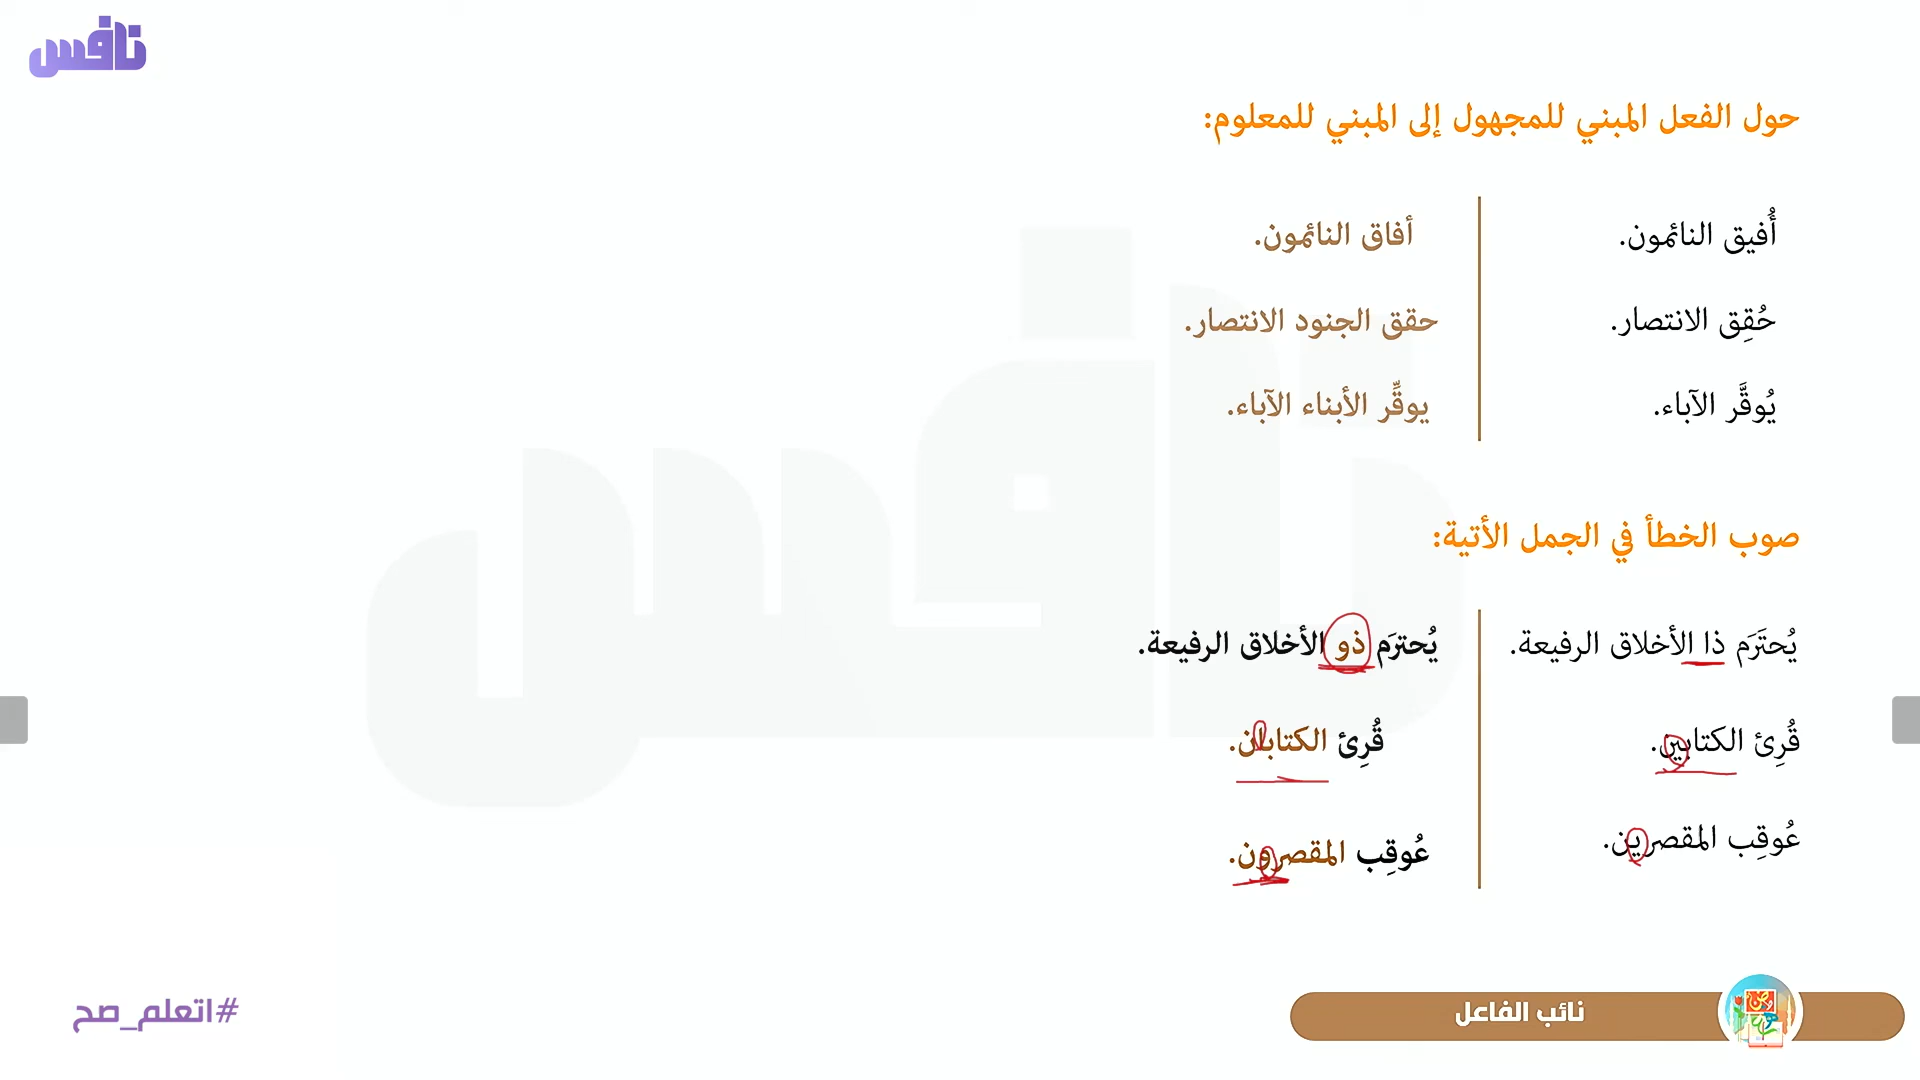 نافس
حول الفعل المبني للمجهول إلى المبني للمعلوم:
أُفيق النائمون. أفاق النائمون.
حُقِق الانتصار. حقق الجنود الانتصار.
يُوقَّر الآباء. يوقِّر الأبناء الآباء.
صوب الخطأ في الجمل الأتية:
يُحتَرَم ذا الأخلاق الرفيعة. يُحترَم ذو الأخلاق الرفيعة.
قُرِئ الكتابين. قُرِئ الكتابان.
عُوقِب المقصرين. عُوقِب المقصرون.
نائب الفاعل
#اتعلم_صح